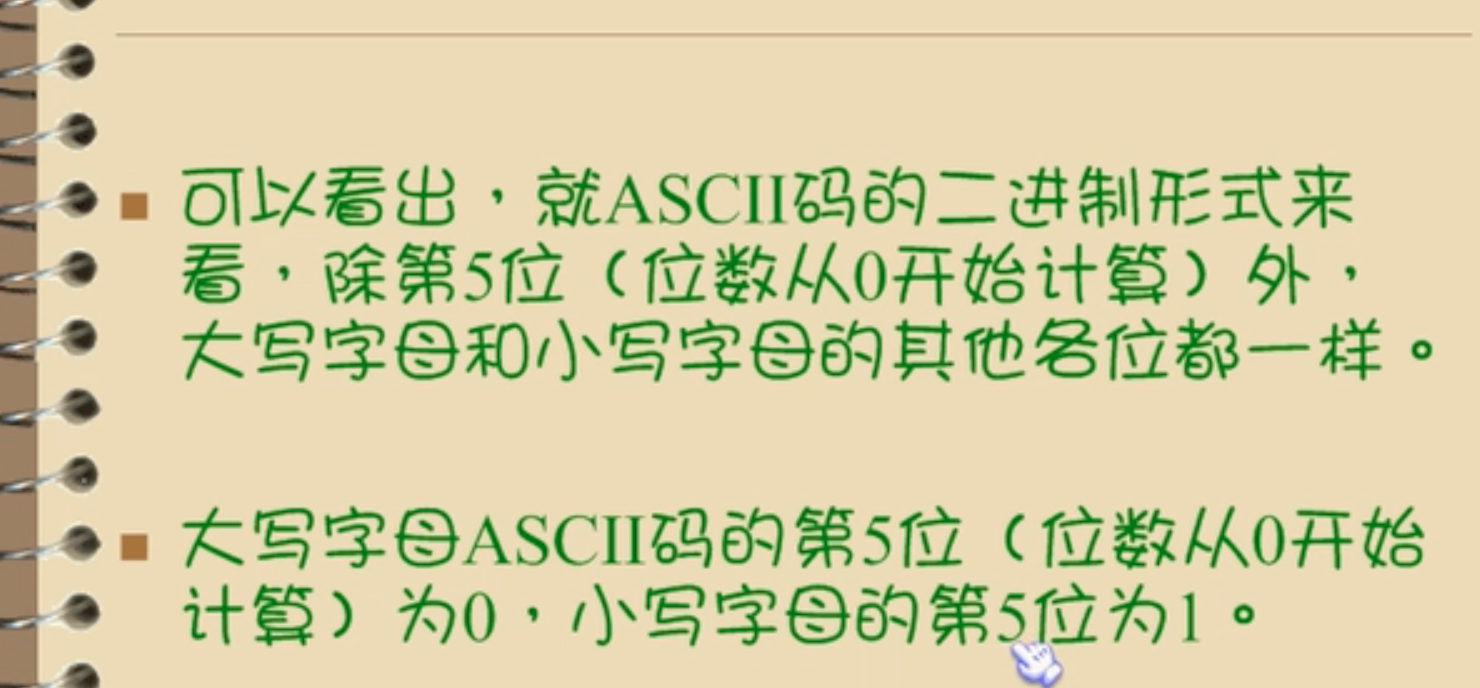 可以看出，就ASCII码的二进制形式来
看，除第5位（位数从0开始计算）外，
大写字母和小写字母的其他各位都一样。
大写字母ASCII码的第5位（位数从0开始
计算）为0，小写字母的第5位为1。